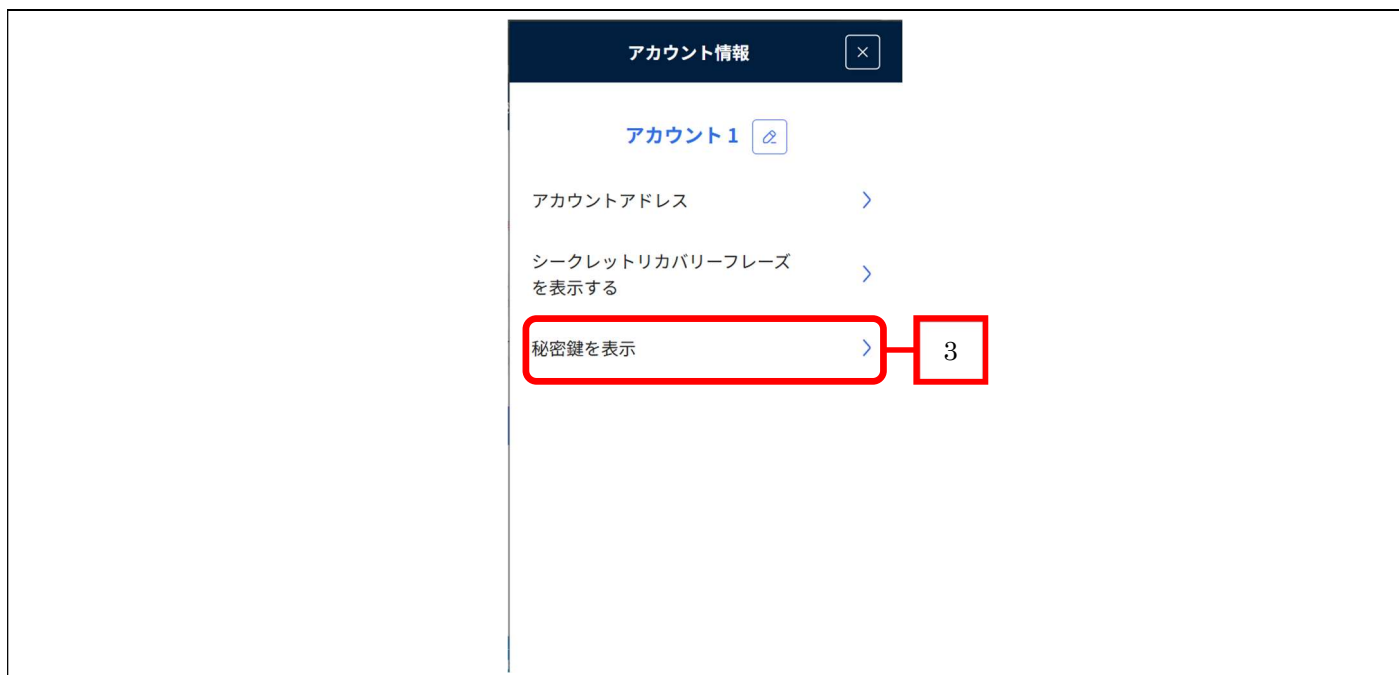 アカウント情報
アカウント 1
アカウントアドレス
シークレットリカバリーフレーズ
を表示する
秘密鍵を表示
3